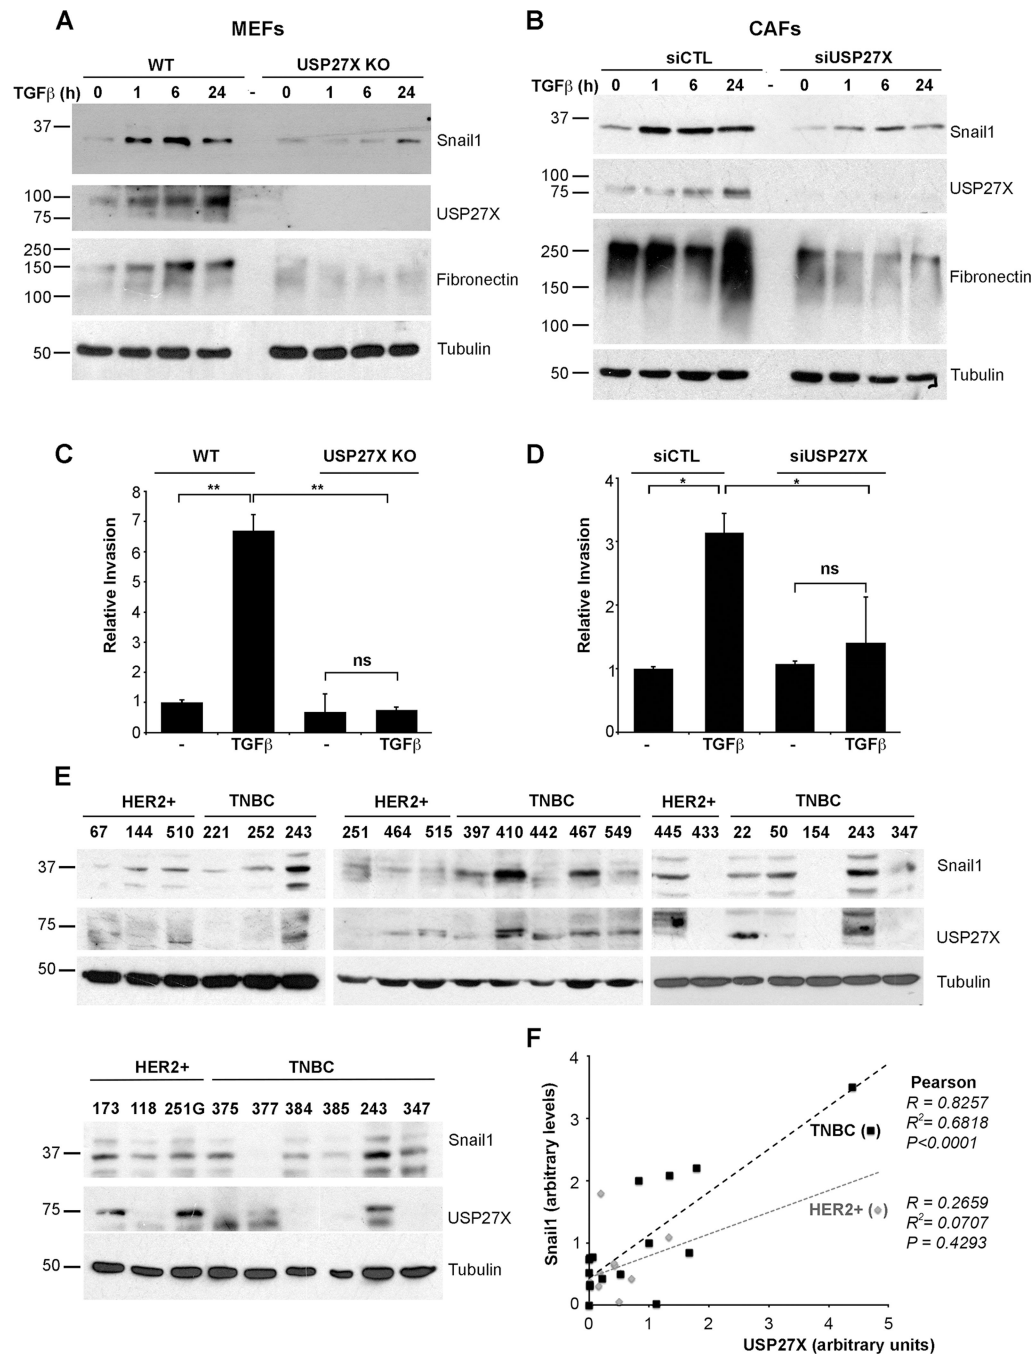 A
MEFs
WT
USP27X KO
TGFβ (h) 0 1 6 24 - 0 1 6 24
37
Snail1
100
75
USP27X
250
150
100
Fibronectin
50
Tubulin
B
CAFs
siCTL
siUSP27X
TGFβ (h) 0 1 6 24 - 0 1 6 24
37
Snail1
100
75
USP27X
250
150
100
Fibronectin
50
Tubulin
C
WT
USP27X KO
Relative Invasion
8
7
6
5
4
3
2
1
0
**
**
ns
- TGFβ - TGFβ
D
siCTL
siUSP27X
Relative Invasion
4
3
2
1
0
*
*
ns
- TGFβ - TGFβ
E
HER2+ TNBC HER2+ TNBC HER2+ TNBC
67 144 510 221 252 243 251 464 515 397 410 442 467 549 445 433 22 50 154 243 347
37
Snail1
75
USP27X
50
Tubulin
HER2+ TNBC
173 118 251G 375 377 384 385 243 347
37
Snail1
75
USP27X
50
Tubulin
F
Snail1 (arbitrary levels)
4
3
2
1
0
0 1 2 3 4 5
USP27X (arbitrary units)
TNBC (■)
HER2+ (◆)
Pearson
R = 0.8257
R²= 0.6818
P<0.0001
R = 0.2659
R²= 0.0707
P = 0.4293